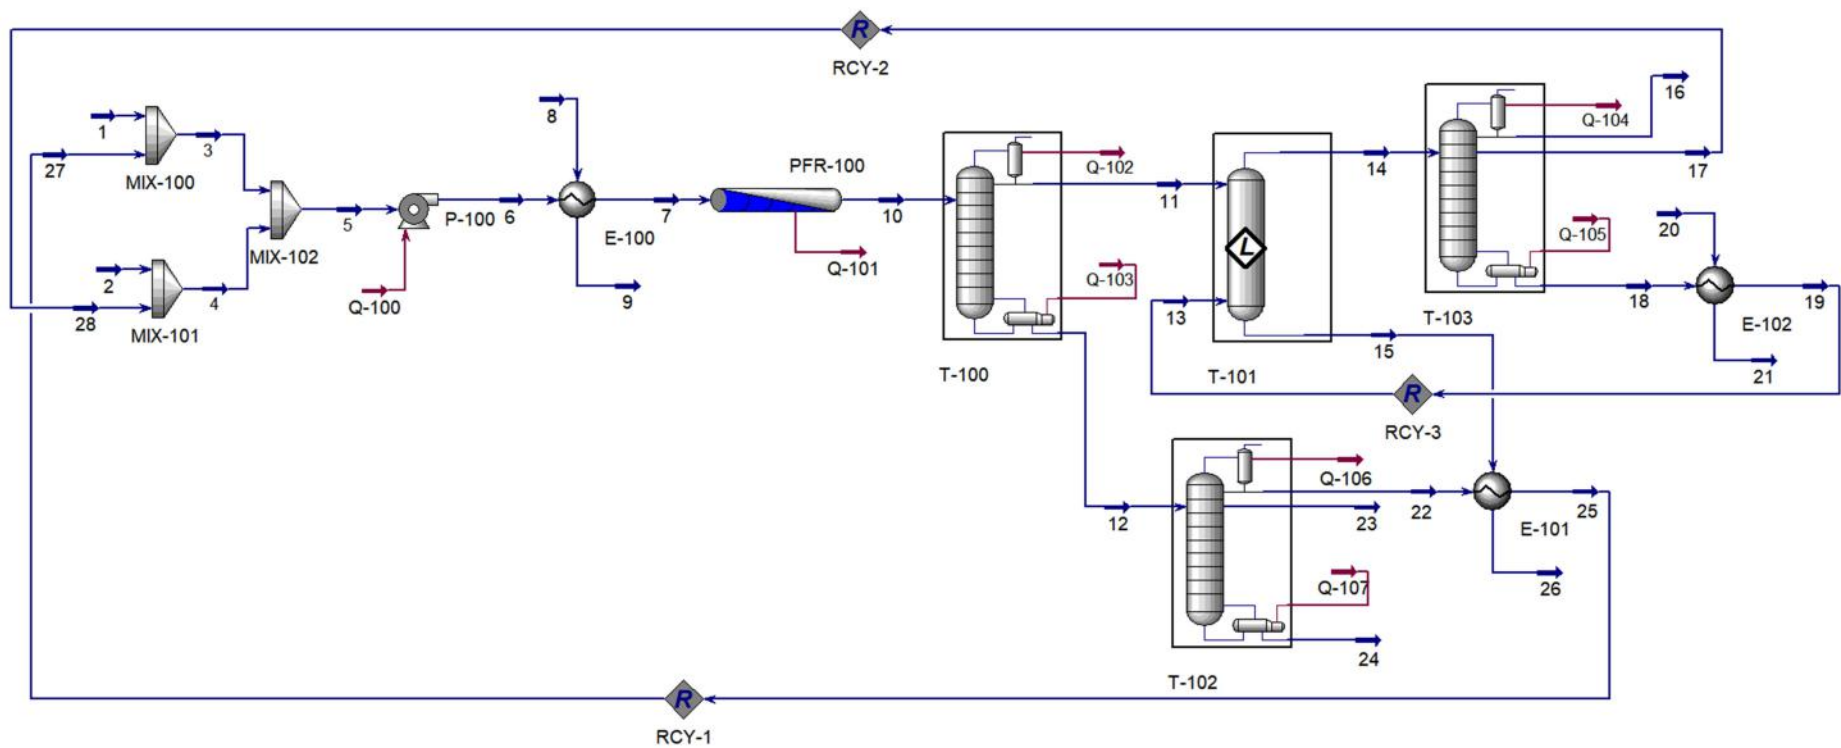 R
RCY-2
1
3
27
MIX-100
2
4
28
MIX-101
MIX-102
5
P-100
6
Q-100
8
E-100
7
9
PFR-100
Q-101
10
Q-102
11
Q-103
T-100
12
13
L
T-101
14
15
R
RCY-3
16
Q-104
17
Q-105
18
T-103
20
19
E-102
21
Q-106
22
23
Q-107
24
T-102
25
E-101
26
R
RCY-1